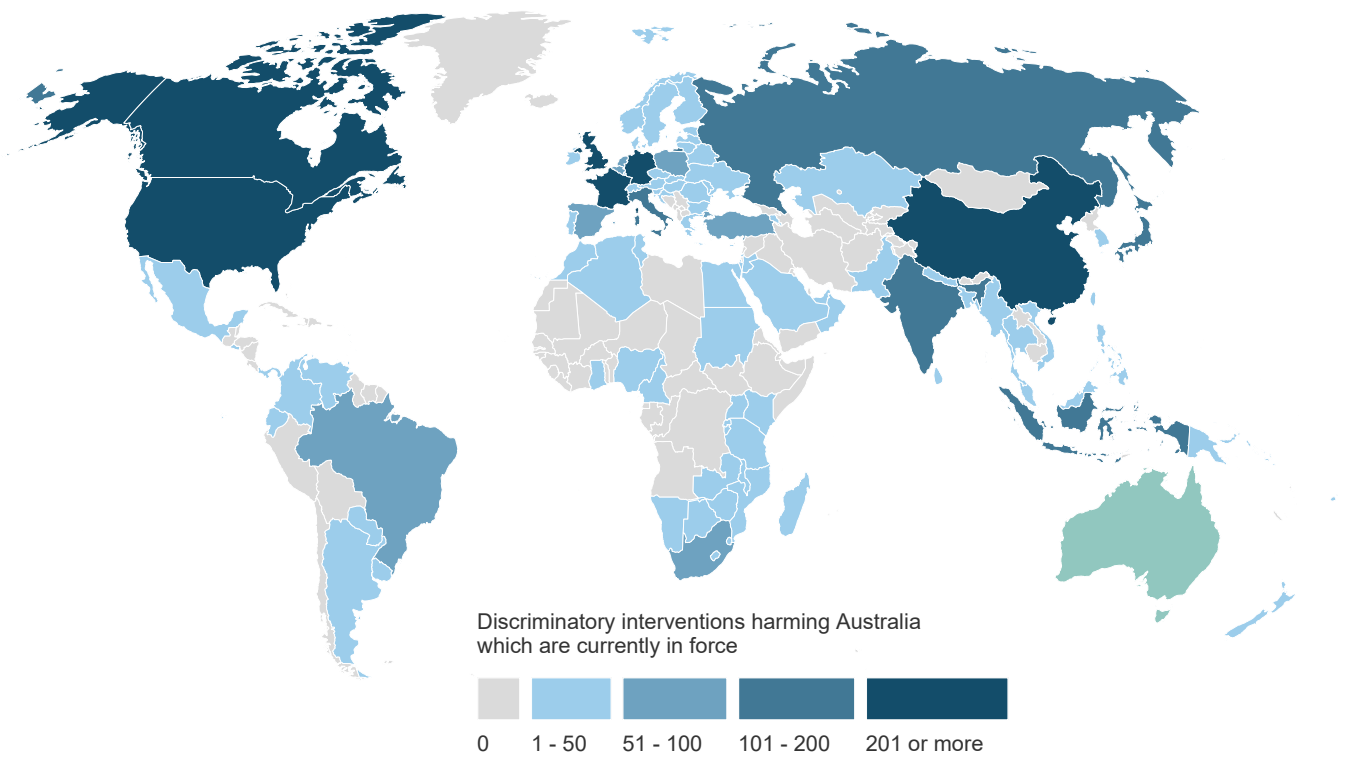 Discriminatory interventions harming Australia
which are currently in force
0
1 - 50
51 - 100
101 - 200
201 or more